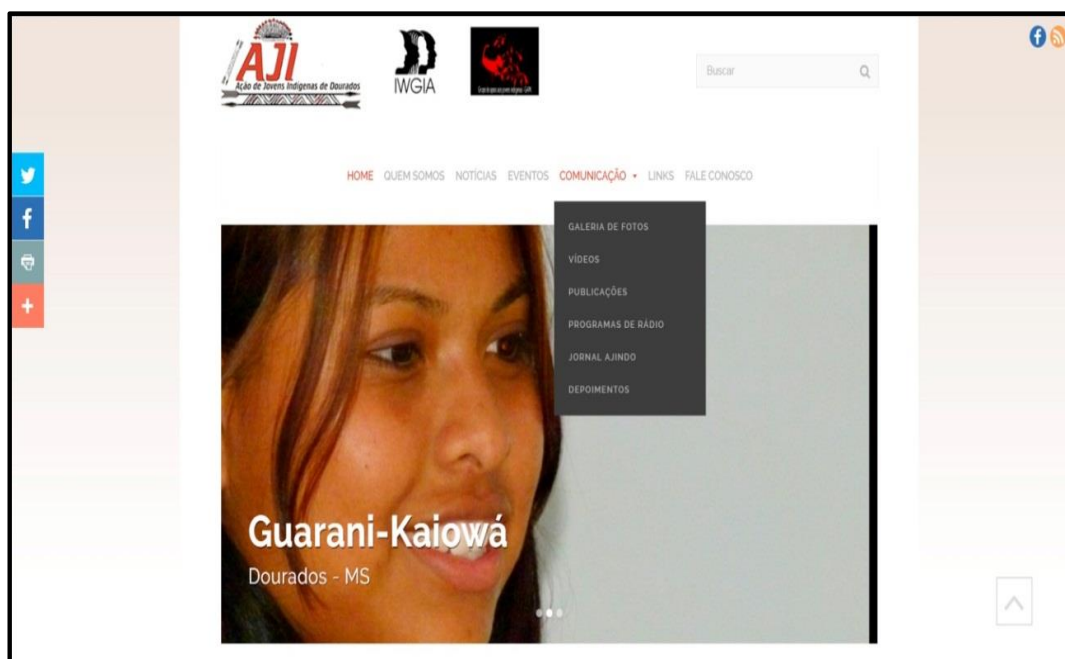 AJI
Ação de Jovens Indígenas de Dourados
IWGIA
Buscar
HOME QUEM SOMOS NOTÍCIAS EVENTOS COMUNICAÇÃO LINKS FALE CONOSCO
GALERIA DE FOTOS
VÍDEOS
PUBLICAÇÕES
PROGRAMAS DE RÁDIO
JORNAL AJINDO
DEPOIMENTOS
Guarani-Kaiowá
Dourados - MS